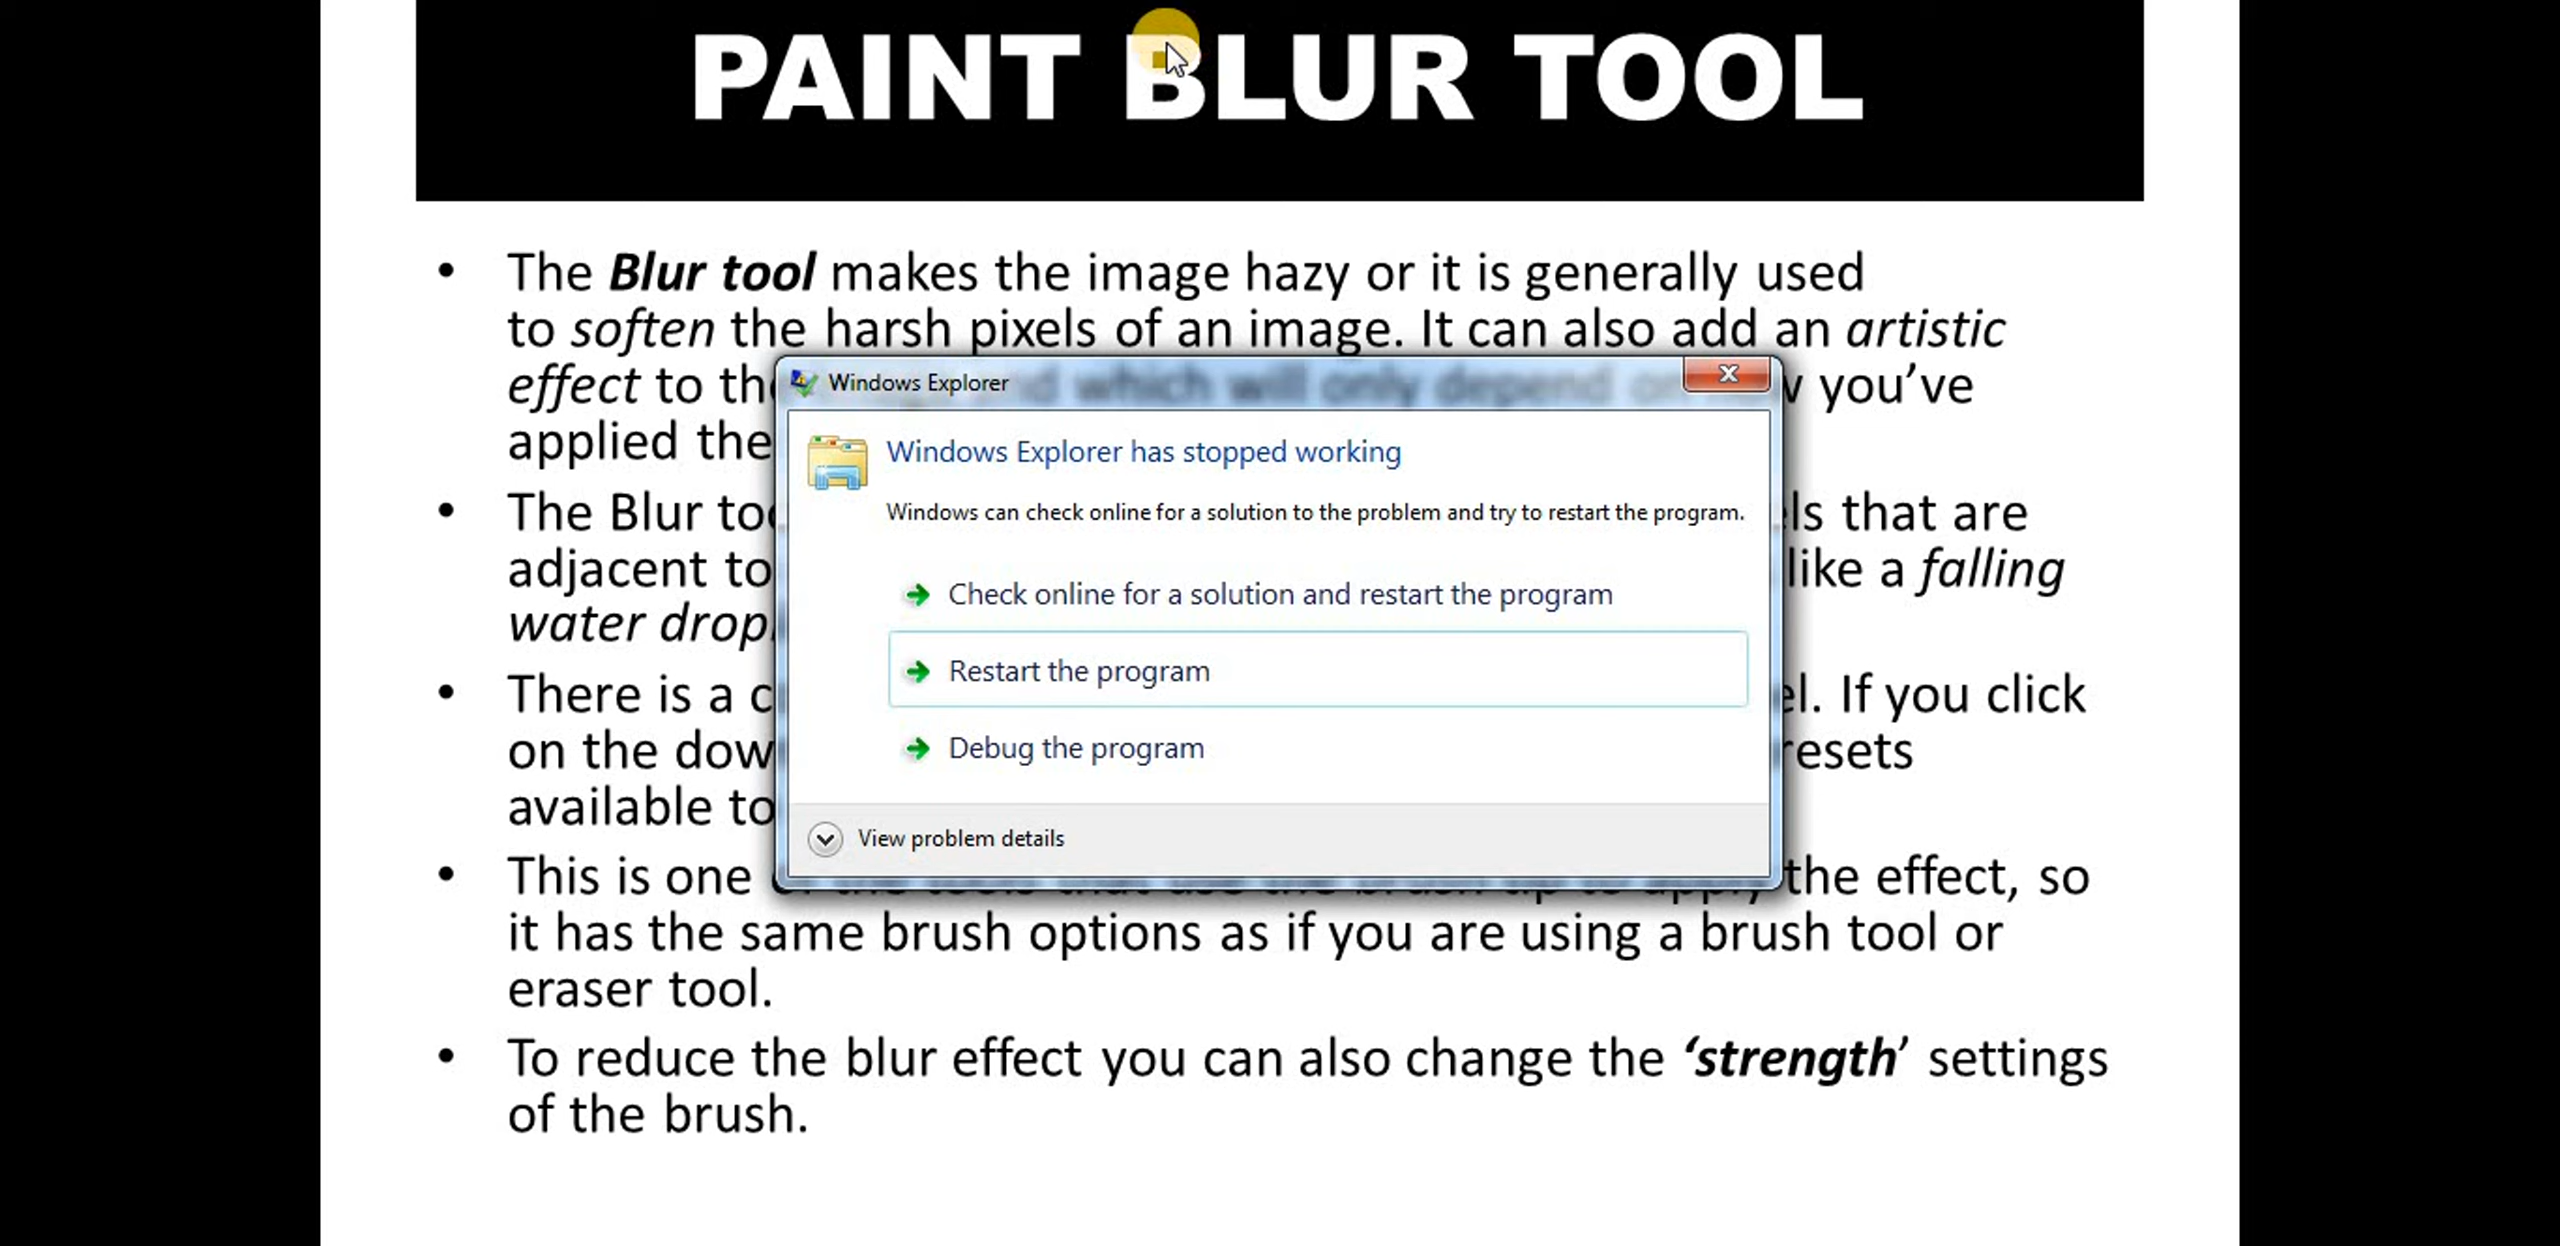 PAINT BLUR TOOL
• The Blur tool makes the image hazy or it is generally used
to soften the harsh pixels of an image. It can also add an artistic
effect to which will only depend you’ve
applied the
Windows Explorer
Windows Explorer has stopped working
Windows can check online for a solution to the problem and try to restart the program.
Check online for a solution and restart the program
Restart the program
Debug the program
View problem details
• The Blur that are
adjacent to like a falling
water
• There is a If you click
on the
available to
• This is one the effect, so
it has the same brush options as if you are using a brush tool or
eraser tool.
• To reduce the blur effect you can also change the ‘strength’ settings
of the brush.